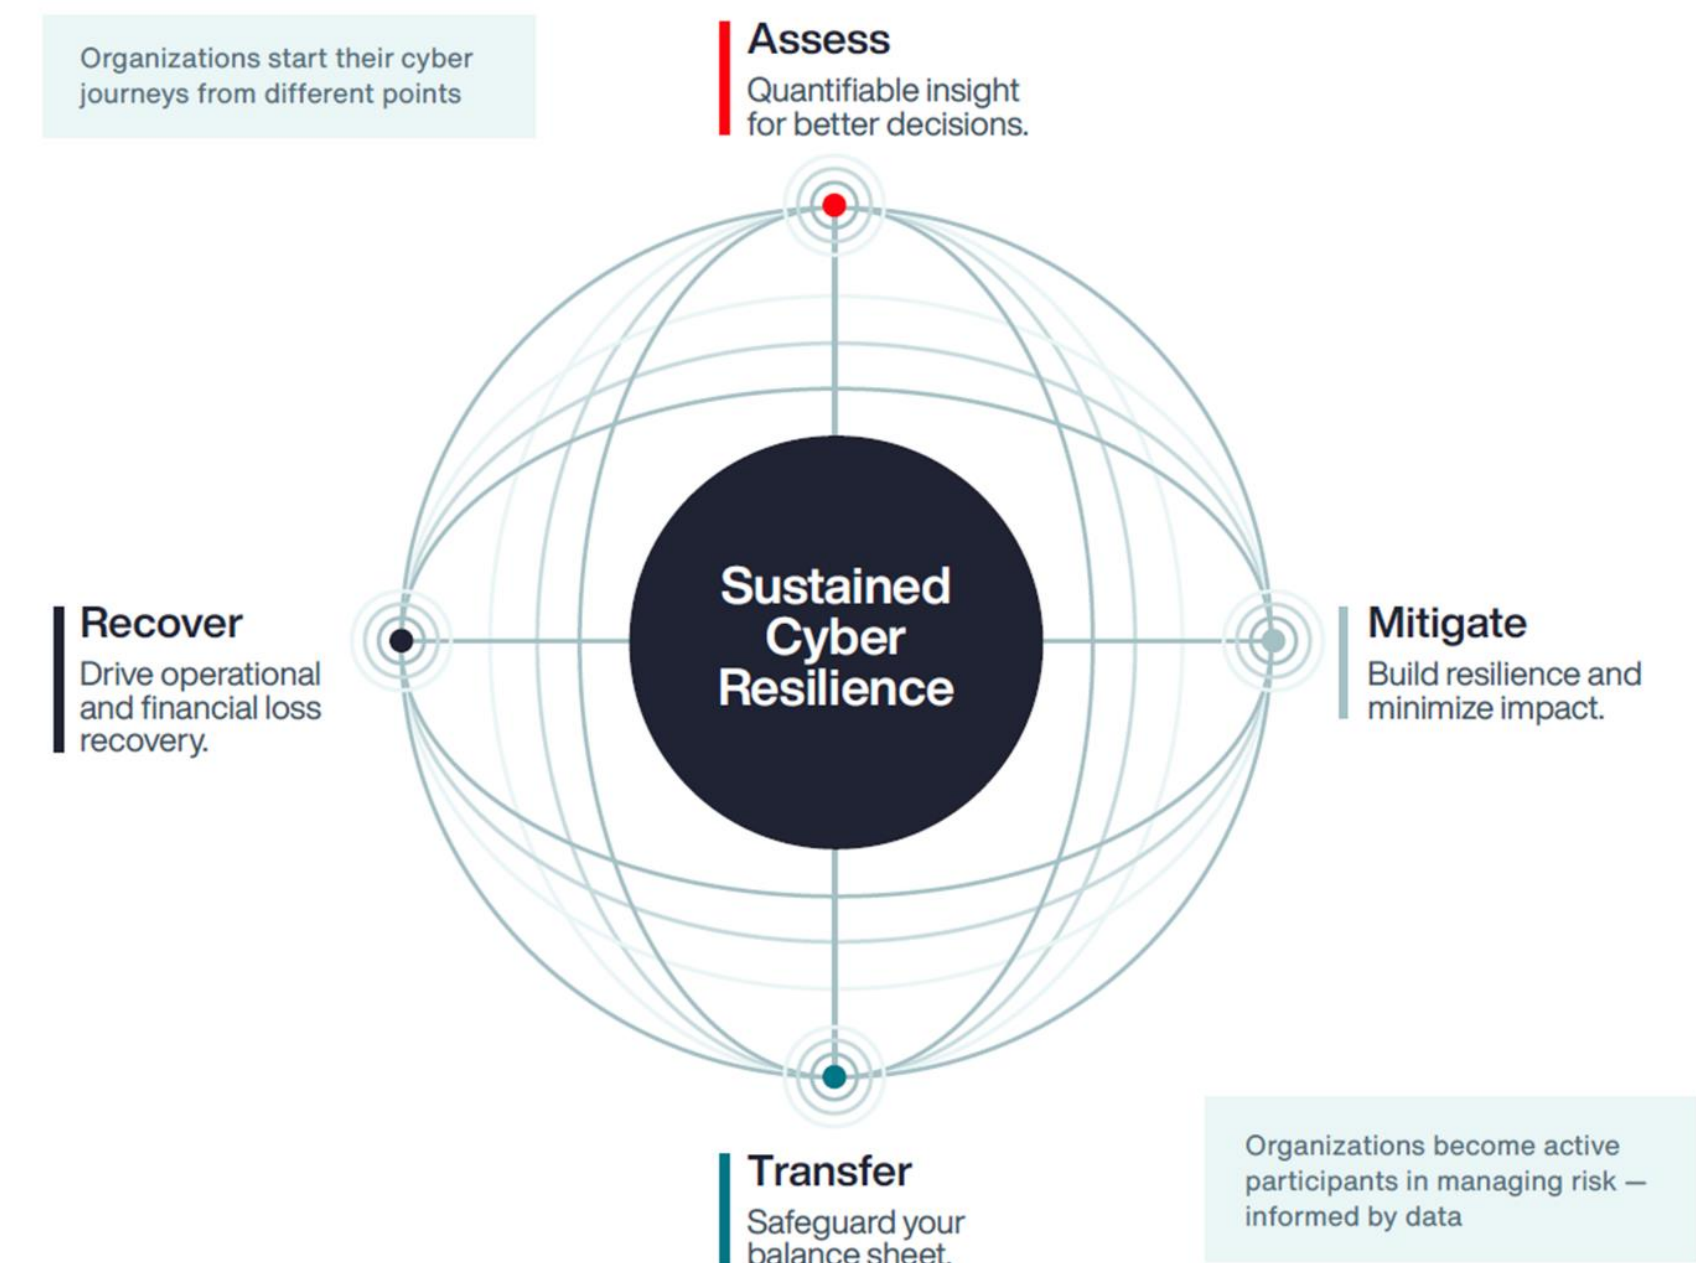 Organizations start their cyber
journeys from different points
Assess
Quantifiable insight
for better decisions.
Recover
Drive operational
and financial loss
recovery.
Sustained
Cyber
Resilience
Mitigate
Build resilience and
minimize impact.
Transfer
Safeguard your
balance sheet.
Organizations become active
participants in managing risk —
informed by data